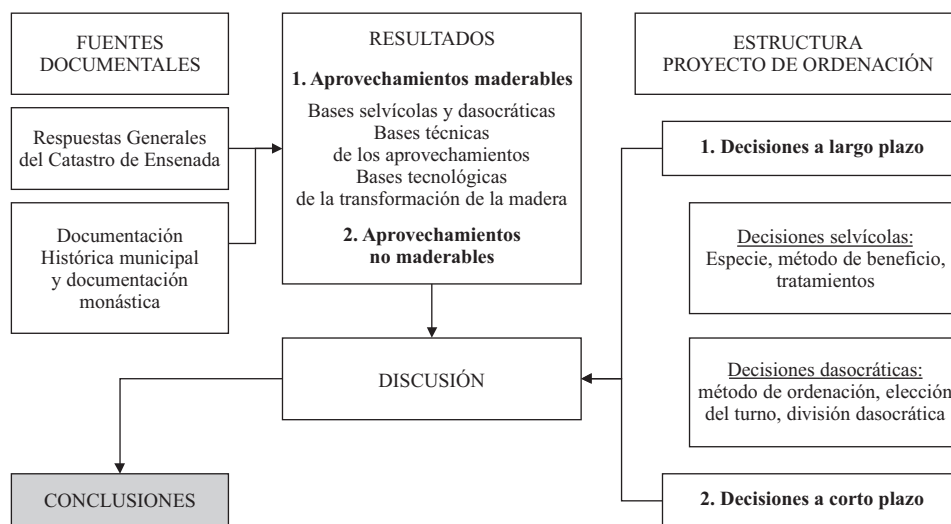 FUENTES
DOCUMENTALES
Respuestas Generales
del Catastro de Ensenada
Documentación
Histórica municipal
y documentación
monástica
RESULTADOS
1. Aprovechamientos maderables
Bases selvícolas y dasocráticas
Bases técnicas
de los aprovechamientos
Bases tecnológicas
de la transformación de la madera
2. Aprovechamientos
no maderables
DISCUSIÓN
CONCLUSIONES
ESTRUCTURA
PROYECTO DE ORDENACIÓN
1. Decisiones a largo plazo
Decisiones selvícolas:
Especie, método de beneficio,
tratamientos
Decisiones dasocráticas:
método de ordenación, elección
del turno, división dasocrática
2. Decisiones a corto plazo